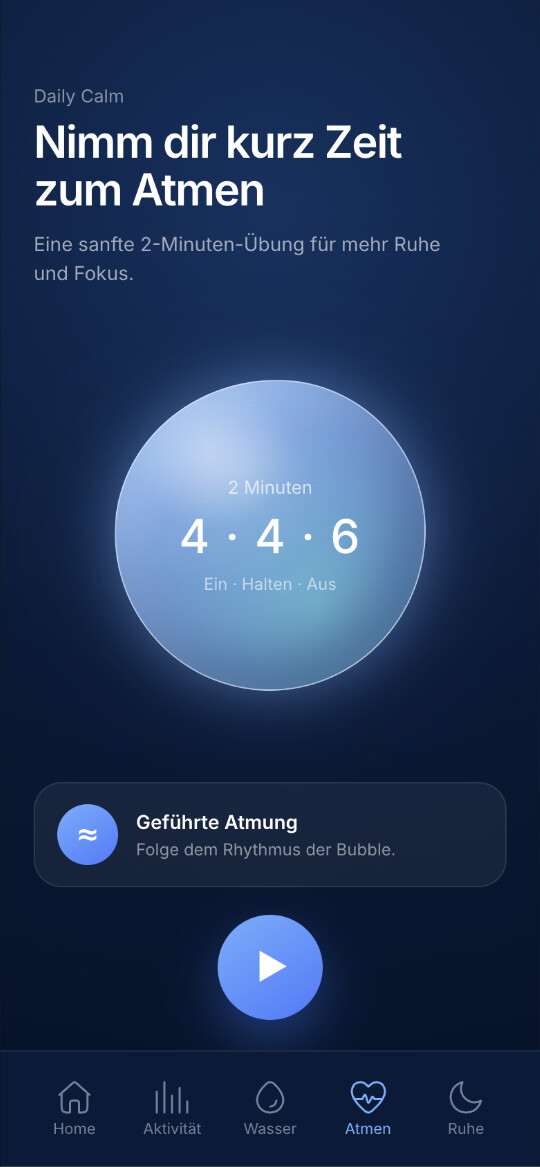 Daily Calm
Nimm dir kurz Zeit
zum Atmen
Eine sanfte 2-Minuten-Übung für mehr Ruhe
und Fokus.
2 Minuten
4 · 4 · 6
Ein · Halten · Aus
≈
Geführte Atmung
Folge dem Rhythmus der Bubble.
Home
Aktivität
Wasser
Atmen
Ruhe